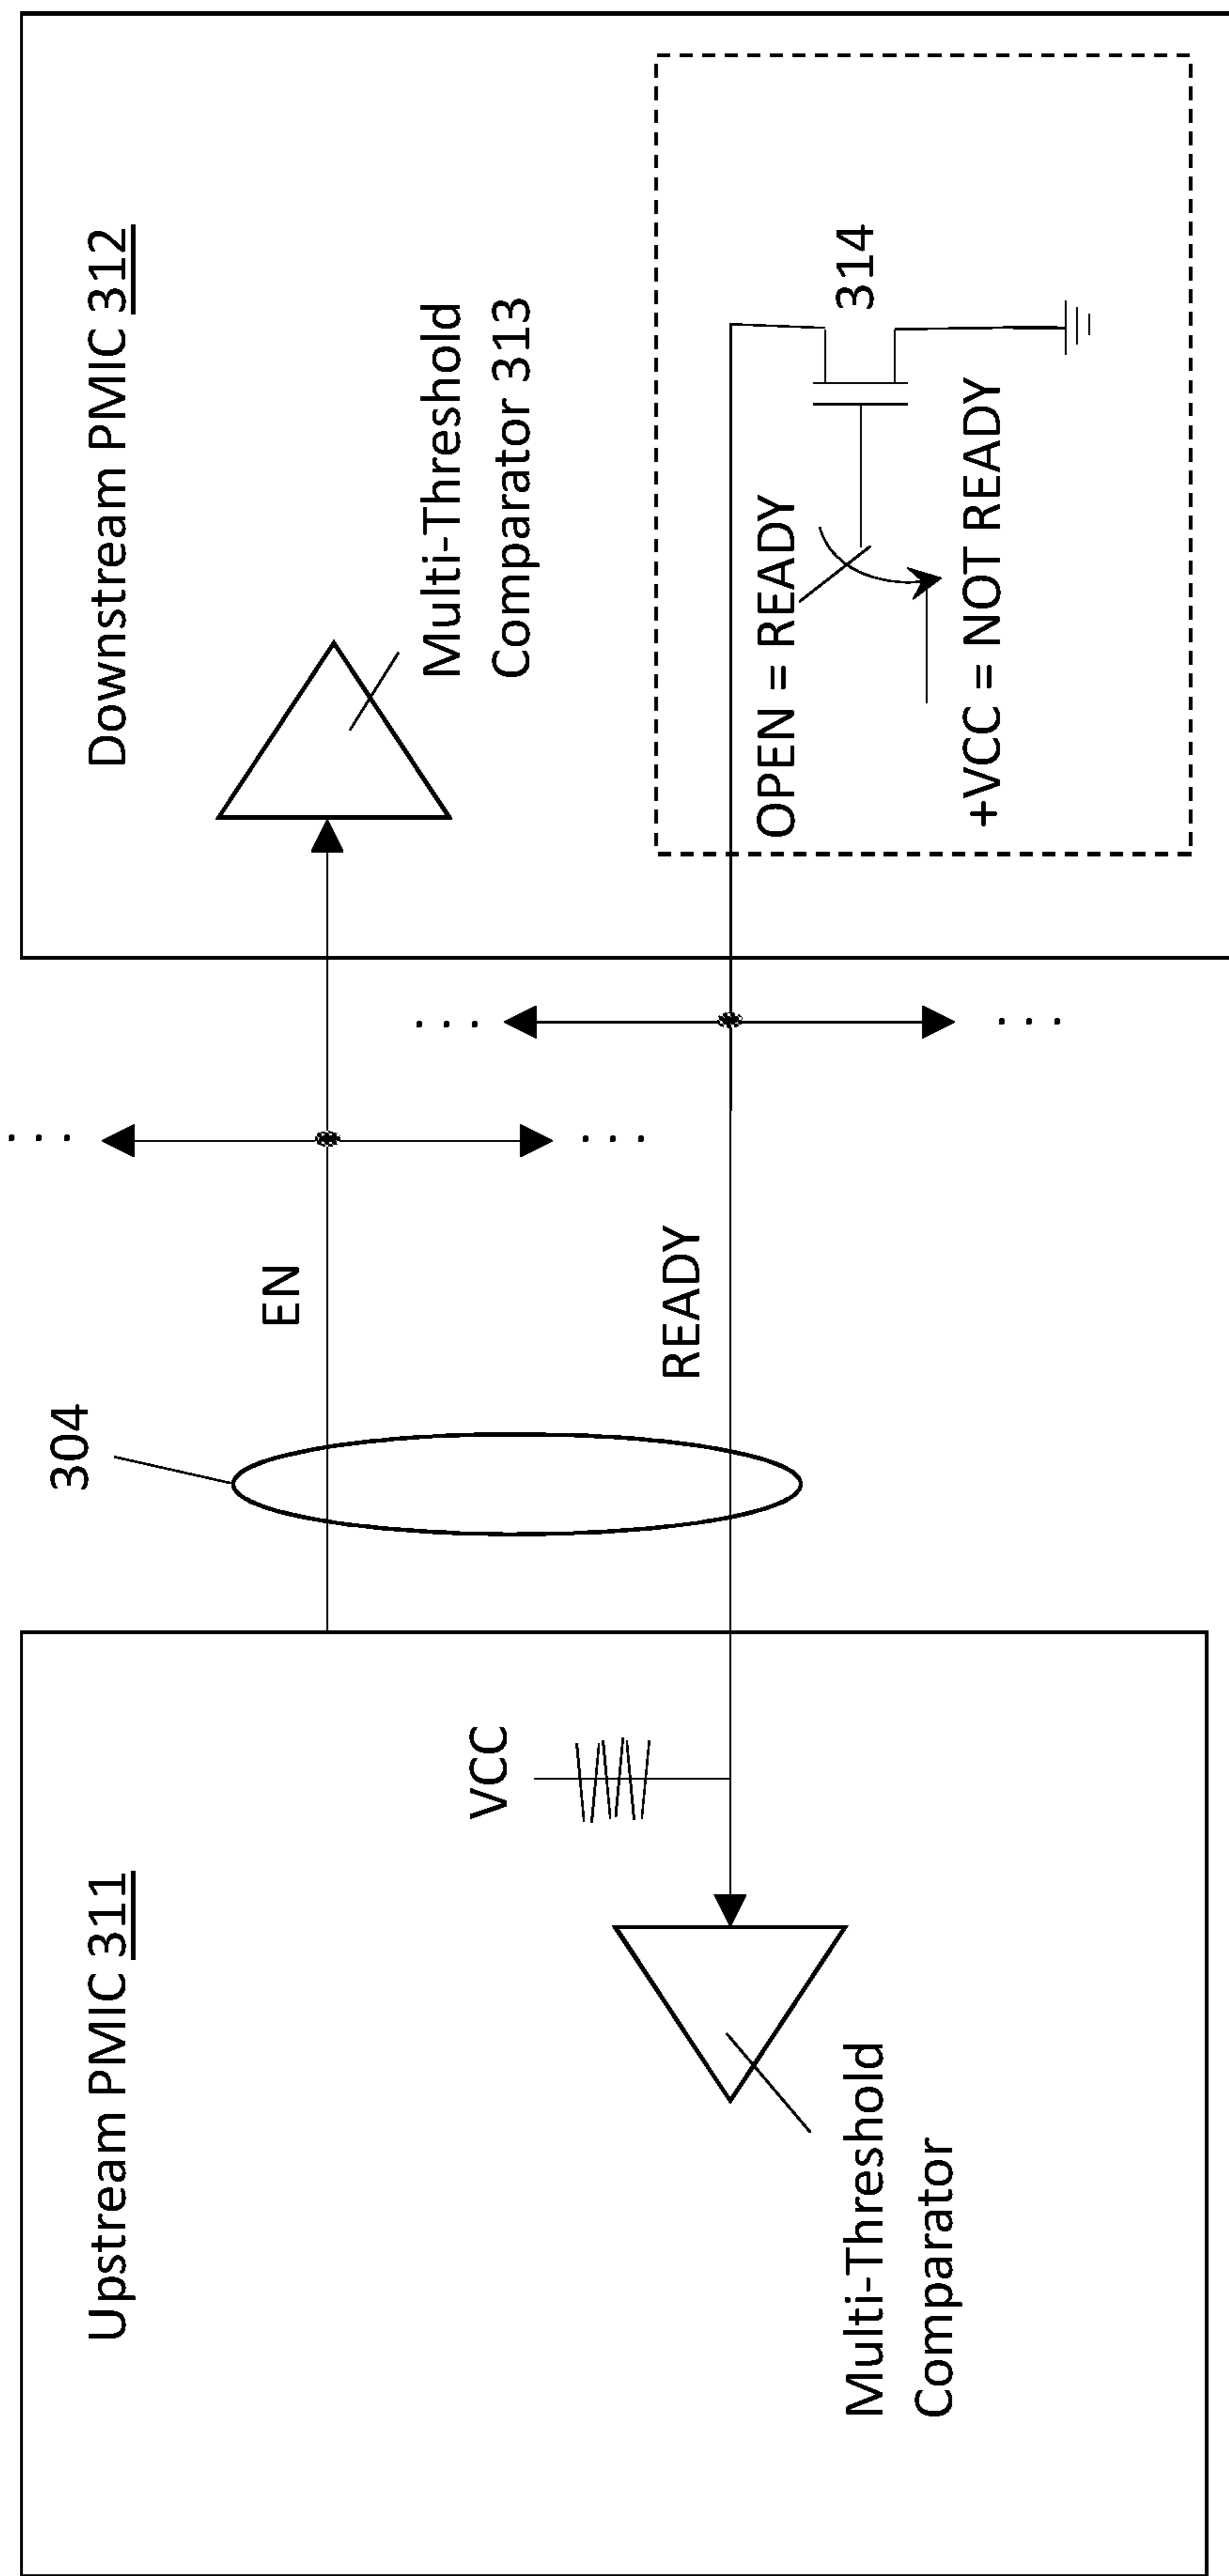 Upstream PMIC 311
VCC
Multi-Threshold
Comparator
304
EN
READY
. . .
. . .
. . .
. . .
Downstream PMIC 312
Multi-Threshold
Comparator 313
OPEN = READY
314
+VCC = NOT READY